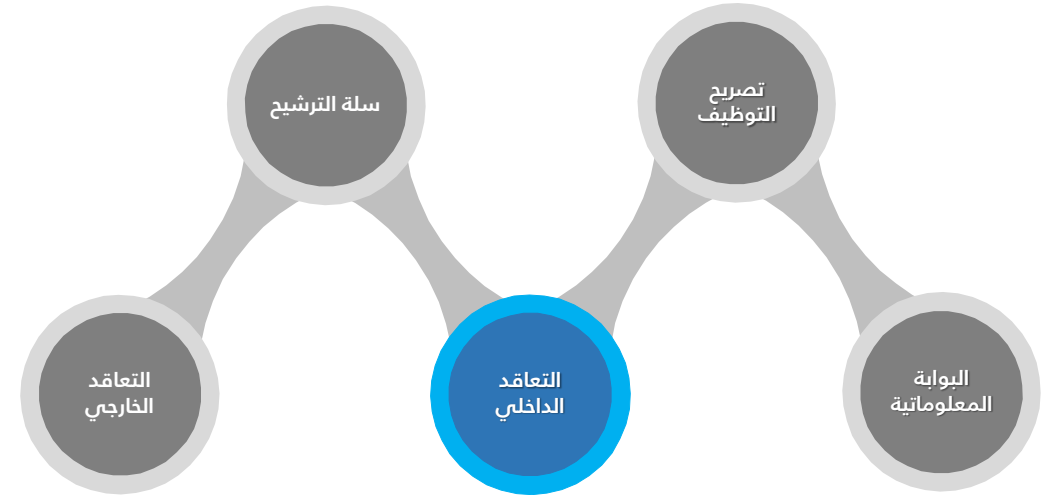 البوابة
المعلوماتية
تصريح
التوظيف
التعاقد
الداخلي
سلة الترشيح
التعاقد
الخارجي